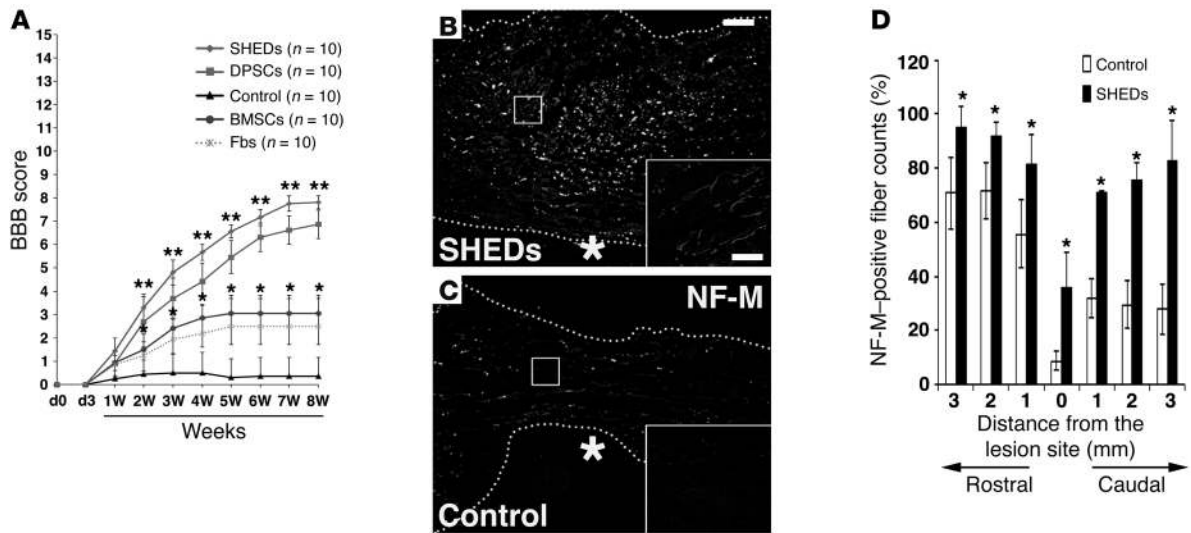 A
15
14
13
12
11
10
9
8
7
6
5
4
3
2
1
0
BBB score
SHEDs (n = 10)
DPSCs (n = 10)
Control (n = 10)
BMSCs (n = 10)
Fbs (n = 10)
** ** ** ** ** ** **
* * * * * * *
d0 d3 1W 2W 3W 4W 5W 6W 7W 8W
Weeks
B
SHEDs
*
C
NF-M
*
Control
D
NF-M–positive fiber counts (%)
120
100
80
60
40
20
0
Control
SHEDs
* * * * * * *
3 2 1 0 1 2 3
Distance from the
lesion site (mm)
Rostral Caudal